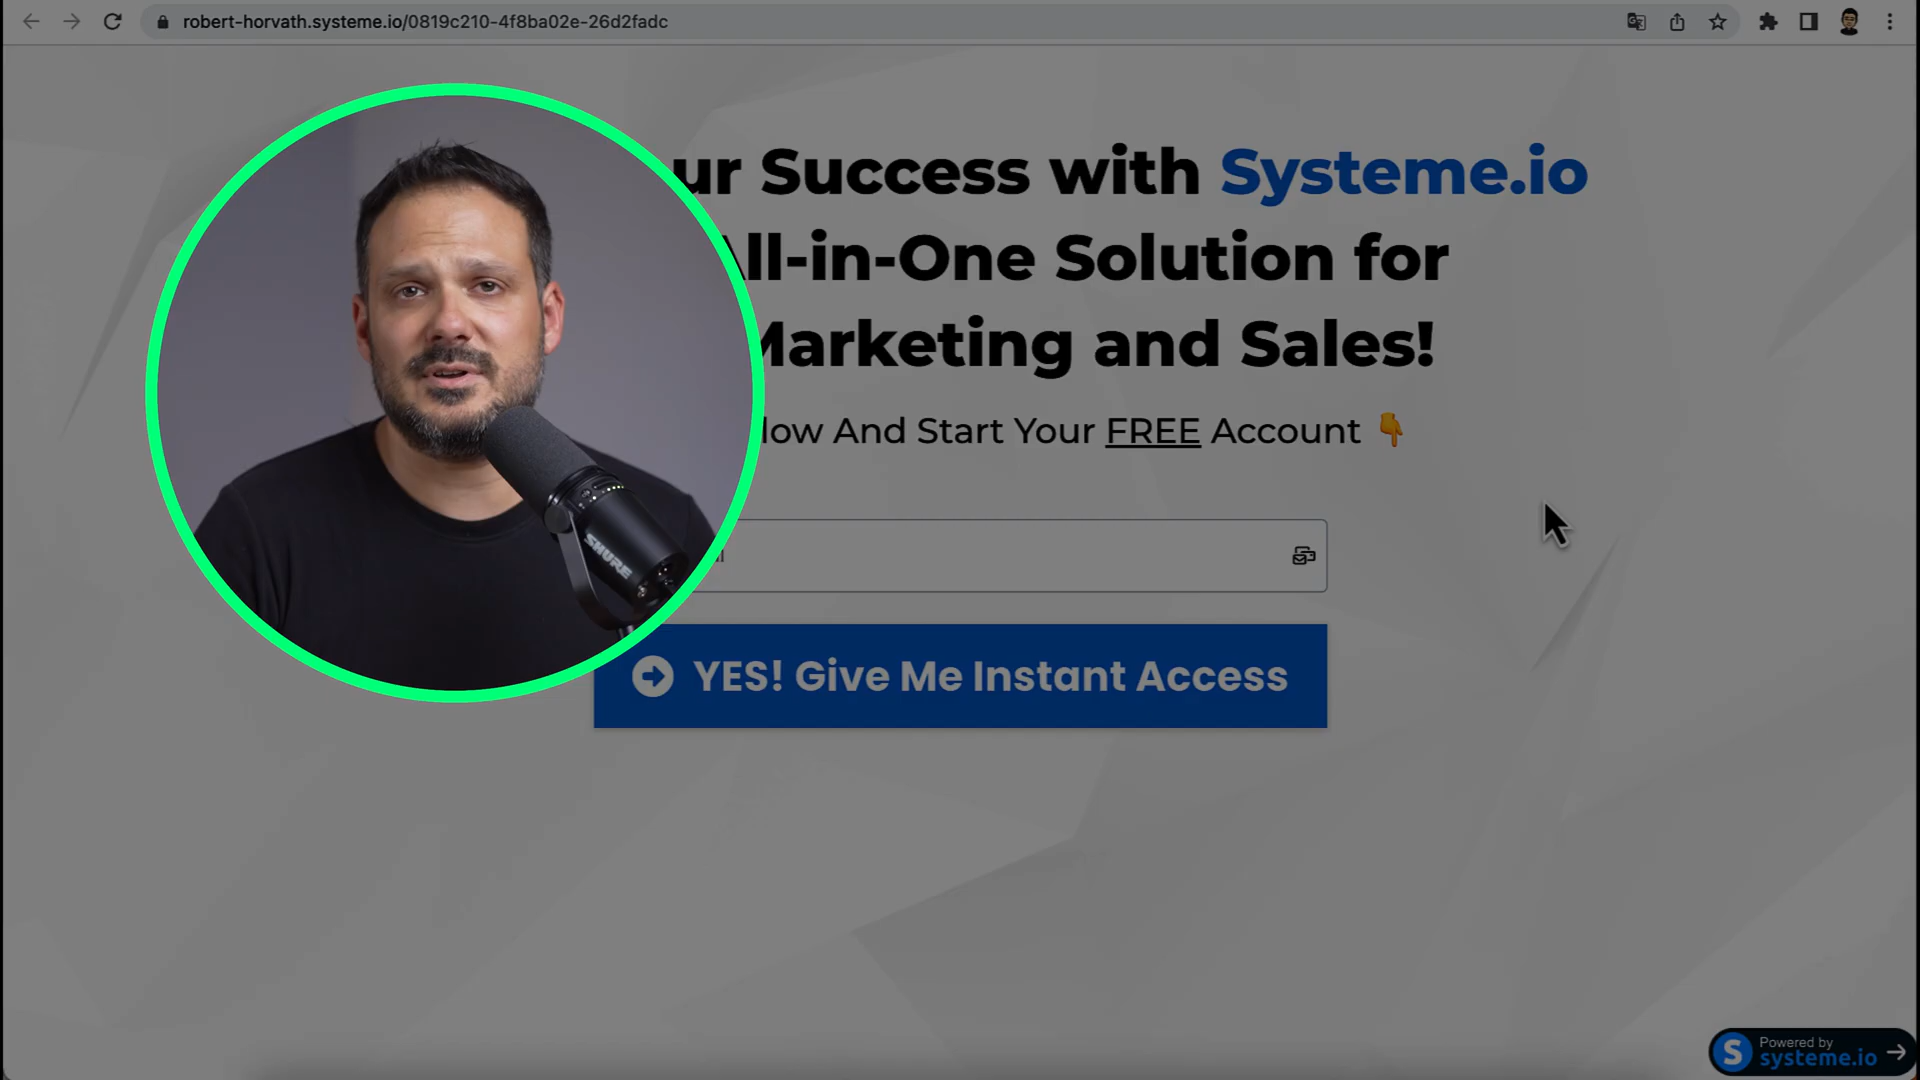 robert-horvath.systeme.io/0819c210-4f8ba02e-26d2fadc
ur Success with Systeme.io
All-in-One Solution for
Marketing and Sales!
low And Start Your FREE Account 👇
SHURE
YES! Give Me Instant Access
Powered by
systeme.io